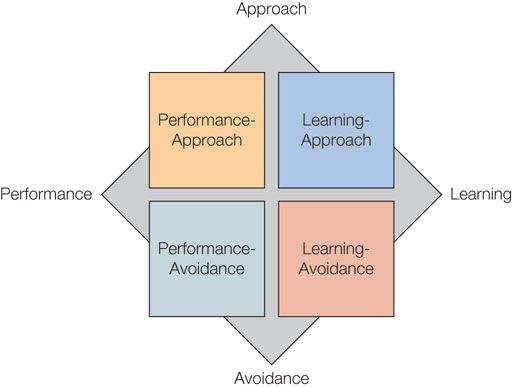 Approach
Performance-
Approach
Learning-
Approach
Performance
Learning
Performance-
Avoidance
Learning-
Avoidance
Avoidance